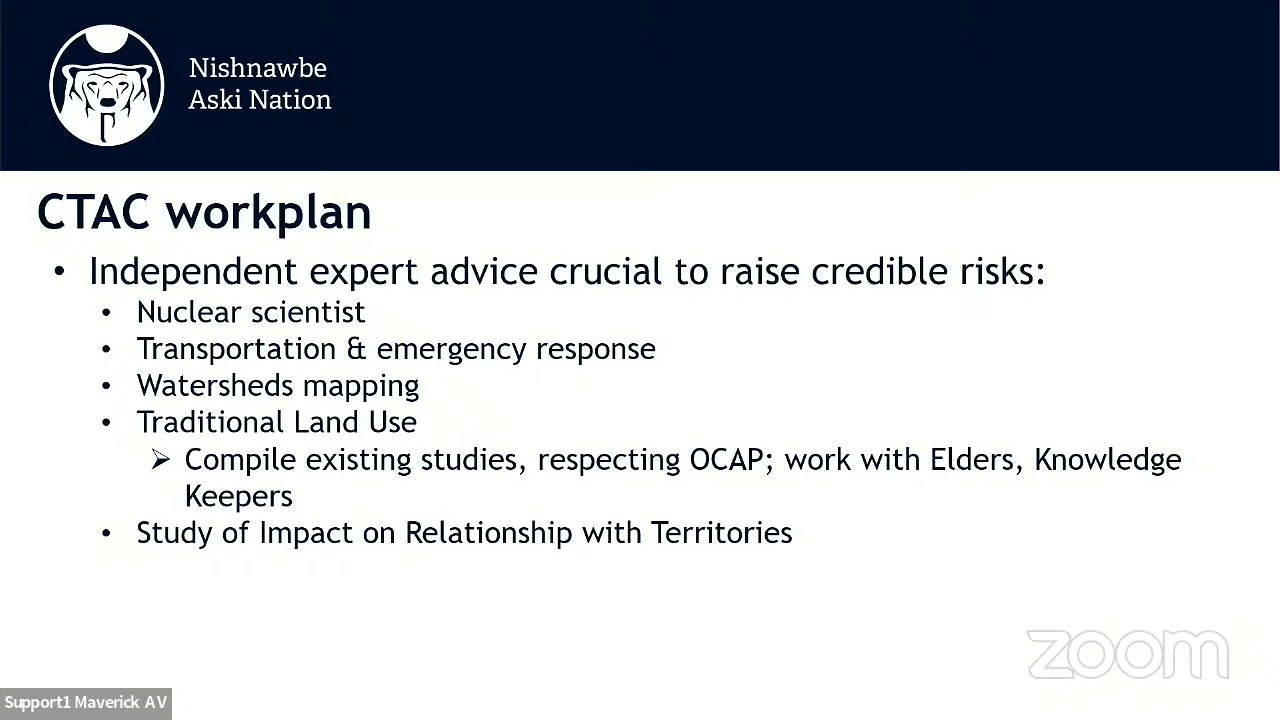 Nishnawbe
Aski Nation
CTAC workplan
• Independent expert advice crucial to raise credible risks:
• Nuclear scientist
• Transportation & emergency response
• Watersheds mapping
• Traditional Land Use
➢ Compile existing studies, respecting OCAP; work with Elders, Knowledge
Keepers
• Study of Impact on Relationship with Territories
zoom
Support1 Maverick AV